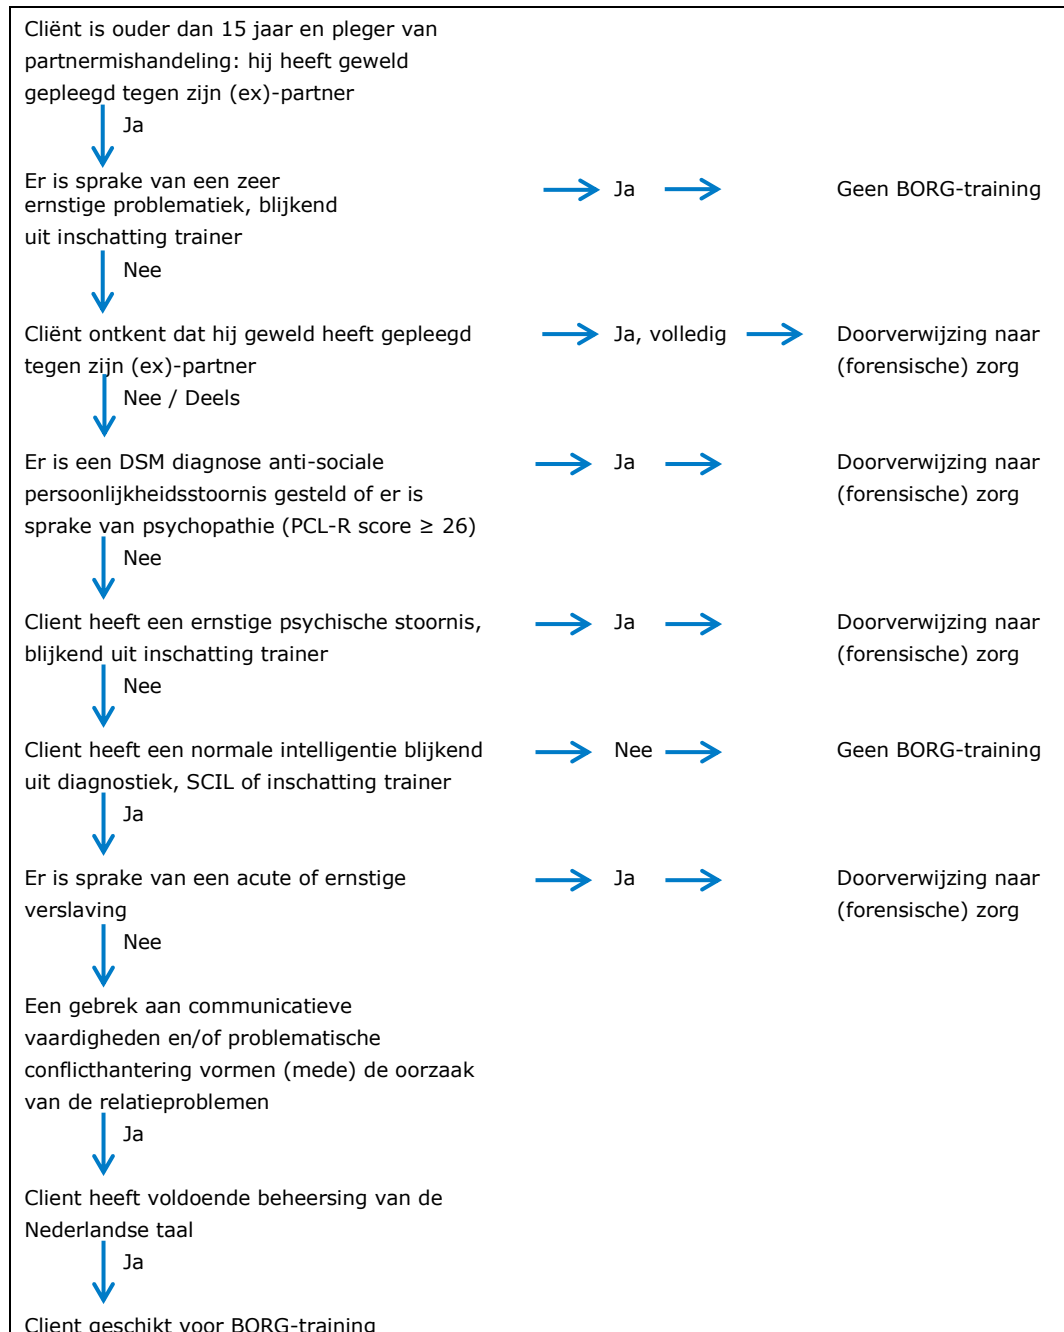 Cliënt is ouder dan 15 jaar en pleger van
partnermishandeling: hij heeft geweld
gepleegd tegen zijn (ex)-partner
Ja
Er is sprake van een zeer
ernstige problematiek, blijkend
uit inschatting trainer
Ja
Geen BORG-training
Nee
Cliënt ontkent dat hij geweld heeft gepleegd
tegen zijn (ex)-partner
Ja, volledig
Doorverwijzing naar
(forensische) zorg
Nee / Deels
Er is een DSM diagnose anti-sociale
persoonlijkheidsstoornis gesteld of er is
sprake van psychopathie (PCL-R score ≥ 26)
Ja
Doorverwijzing naar
(forensische) zorg
Nee
Client heeft een ernstige psychische stoornis,
blijkend uit inschatting trainer
Ja
Doorverwijzing naar
(forensische) zorg
Nee
Client heeft een normale intelligentie blijkend
uit diagnostiek, SCIL of inschatting trainer
Nee
Geen BORG-training
Ja
Er is sprake van een acute of ernstige
verslaving
Ja
Doorverwijzing naar
(forensische) zorg
Nee
Een gebrek aan communicatieve
vaardigheden en/of problematische
conflicthantering vormen (mede) de oorzaak
van de relatieproblemen
Ja
Client heeft voldoende beheersing van de
Nederlandse taal
Ja
Client geschikt voor BORG-training